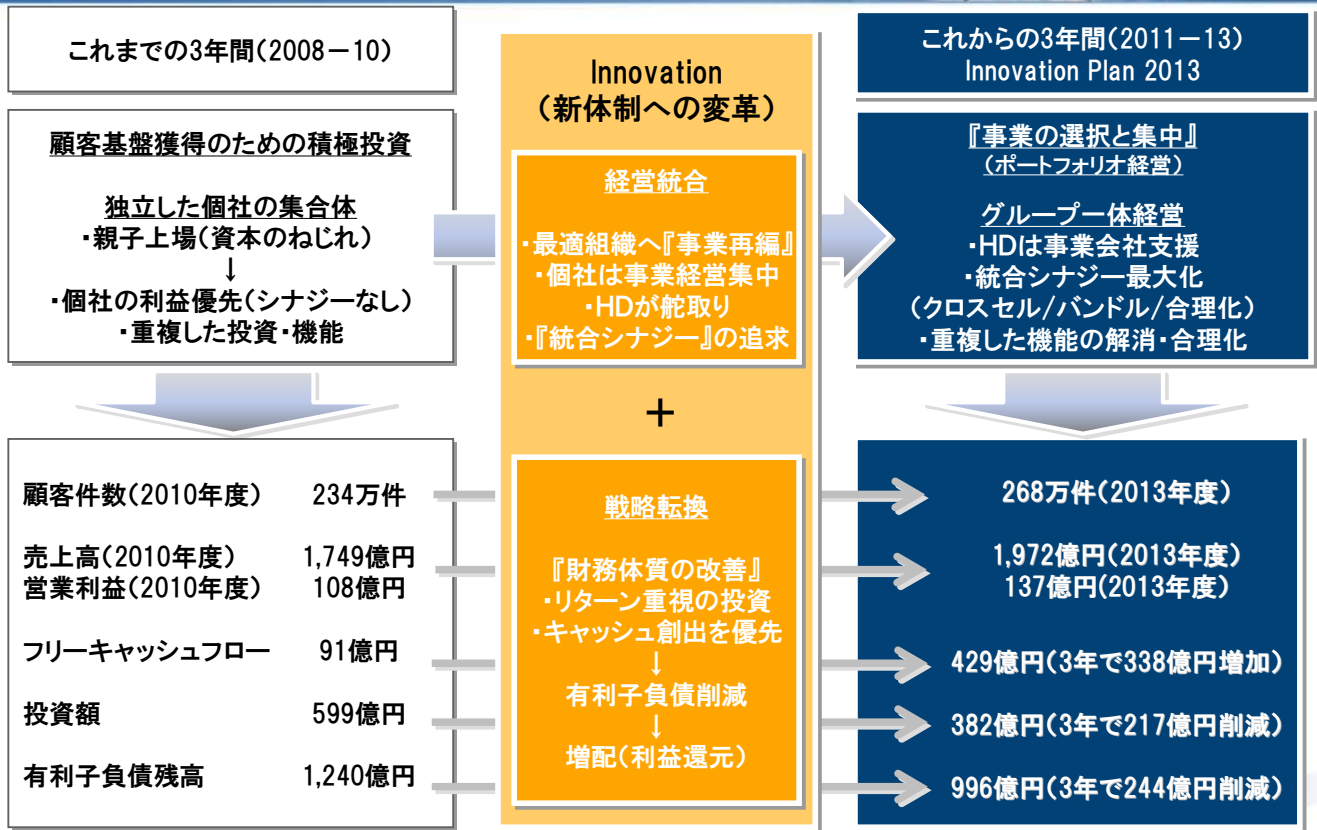 これまでの3年間(2008-10)
顧客基盤獲得のための積極投資
独立した個社の集合体
・親子上場(資本のねじれ)
↓
・個社の利益優先(シナジーなし)
・重複した投資・機能
顧客件数(2010年度) 234万件
売上高(2010年度) 1,749億円
営業利益(2010年度) 108億円
フリーキャッシュフロー 91億円
投資額 599億円
有利子負債残高 1,240億円
Innovation
(新体制への変革)
経営統合
・最適組織へ『事業再編』
・個社は事業経営集中
・HDが舵取り
・『統合シナジー』の追求
+
戦略転換
『財務体質の改善』
・リターン重視の投資
・キャッシュ創出を優先
↓
有利子負債削減
↓
増配(利益還元)
これからの3年間(2011-13)
Innovation Plan 2013
『事業の選択と集中』
(ポートフォリオ経営)
グループ一体経営
・HDは事業会社支援
・統合シナジー最大化
(クロスセル/バンドル/合理化)
・重複した機能の解消・合理化
268万件(2013年度)
1,972億円(2013年度)
137億円(2013年度)
429億円(3年で338億円増加)
382億円(3年で217億円削減)
996億円(3年で244億円削減)